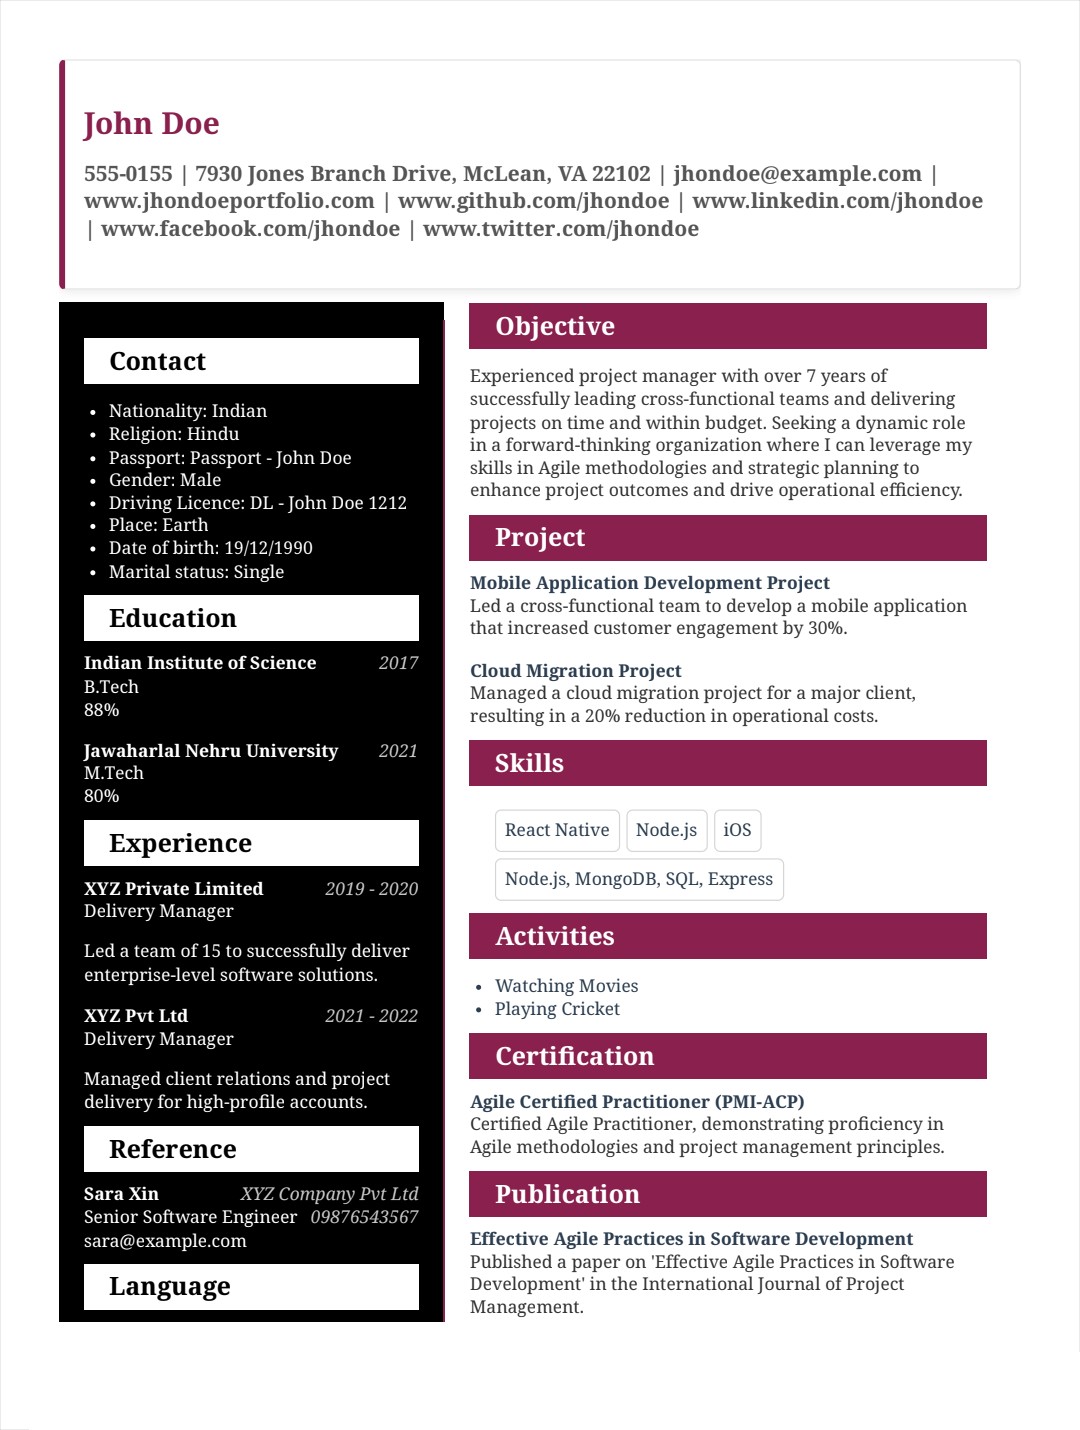 John Doe
555-0155 | 7930 Jones Branch Drive, McLean, VA 22102 | jhondoe@example.com |
www.jhondoeportfolio.com | www.github.com/jhondoe | www.linkedin.com/jhondoe
| www.facebook.com/jhondoe | www.twitter.com/jhondoe
Contact
• Nationality: Indian
• Religion: Hindu
• Passport: Passport - John Doe
• Gender: Male
• Driving Licence: DL - John Doe 1212
• Place: Earth
• Date of birth: 19/12/1990
• Marital status: Single
Education
Indian Institute of Science 2017
B.Tech
88%
Jawaharlal Nehru University 2021
M.Tech
80%
Experience
XYZ Private Limited 2019 - 2020
Delivery Manager
Led a team of 15 to successfully deliver
enterprise-level software solutions.
XYZ Pvt Ltd 2021 - 2022
Delivery Manager
Managed client relations and project
delivery for high-profile accounts.
Reference
Sara Xin XYZ Company Pvt Ltd
Senior Software Engineer 09876543567
sara@example.com
Language
Objective
Experienced project manager with over 7 years of
successfully leading cross-functional teams and delivering
projects on time and within budget. Seeking a dynamic role
in a forward-thinking organization where I can leverage my
skills in Agile methodologies and strategic planning to
enhance project outcomes and drive operational efficiency.
Project
Mobile Application Development Project
Led a cross-functional team to develop a mobile application
that increased customer engagement by 30%.
Cloud Migration Project
Managed a cloud migration project for a major client,
resulting in a 20% reduction in operational costs.
Skills
React Native Node.js iOS
Node.js, MongoDB, SQL, Express
Activities
• Watching Movies
• Playing Cricket
Certification
Agile Certified Practitioner (PMI-ACP)
Certified Agile Practitioner, demonstrating proficiency in
Agile methodologies and project management principles.
Publication
Effective Agile Practices in Software Development
Published a paper on 'Effective Agile Practices in Software
Development' in the International Journal of Project
Management.